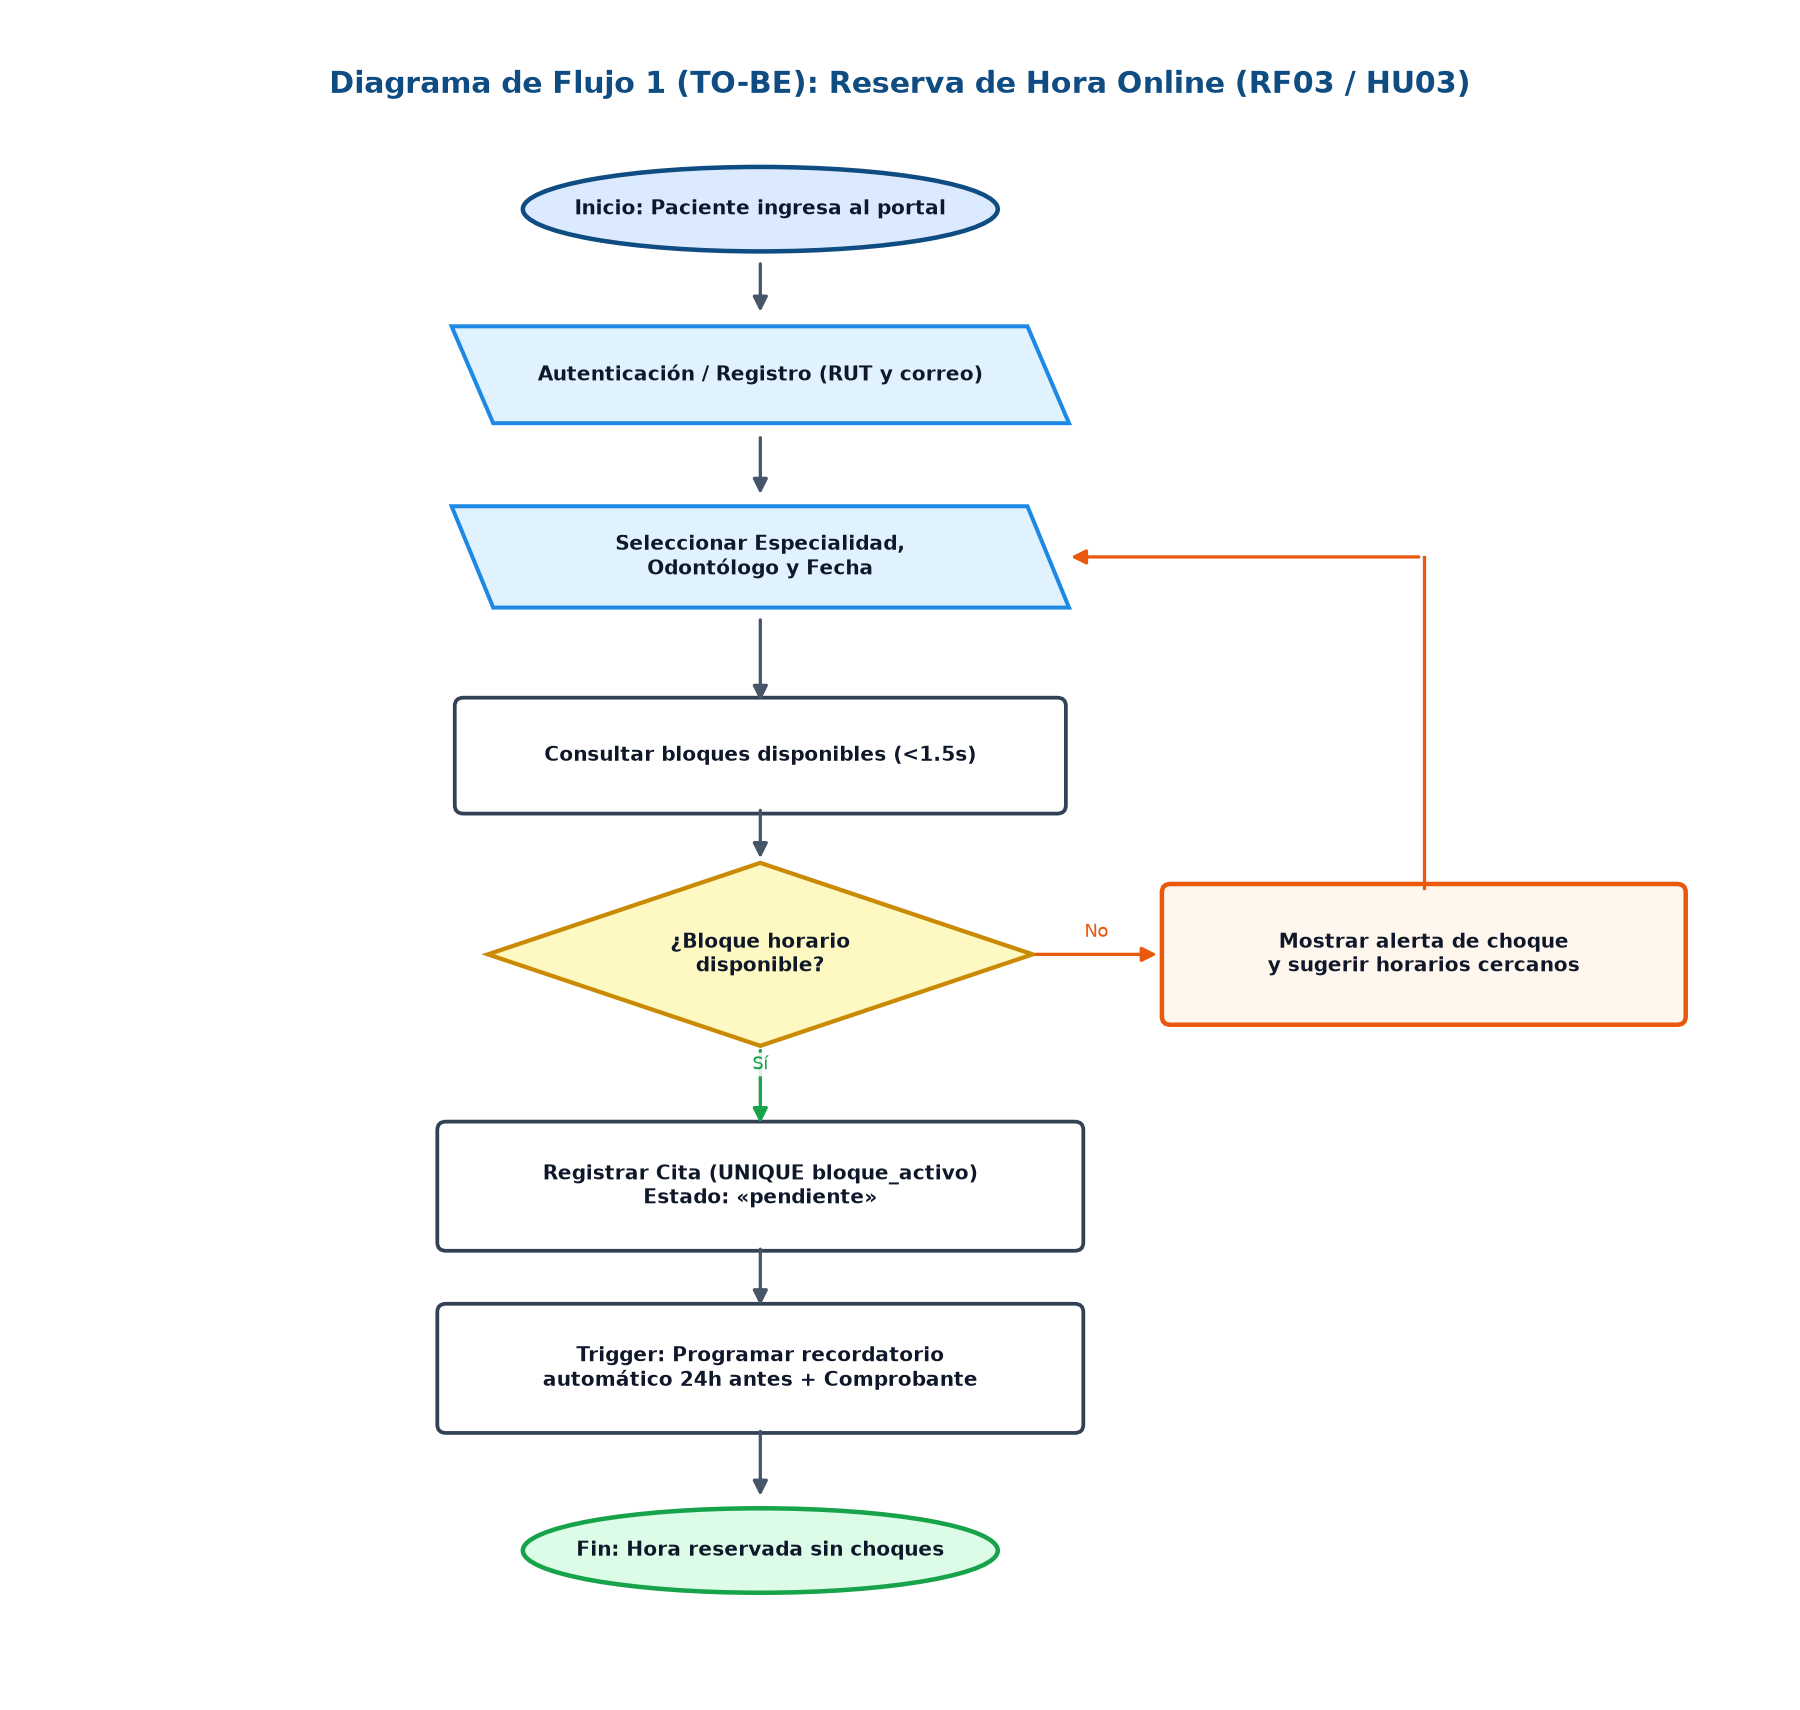 Diagrama de Flujo 1 (TO-BE): Reserva de Hora Online (RF03 / HU03)
Inicio: Paciente ingresa al portal
Autenticación / Registro (RUT y correo)
Seleccionar Especialidad,
Odontólogo y Fecha
Consultar bloques disponibles (<1.5s)
¿Bloque horario
disponible?
No
Mostrar alerta de choque
y sugerir horarios cercanos
Sí
Registrar Cita (UNIQUE bloque_activo)
Estado: «pendiente»
Trigger: Programar recordatorio
automático 24h antes + Comprobante
Fin: Hora reservada sin choques